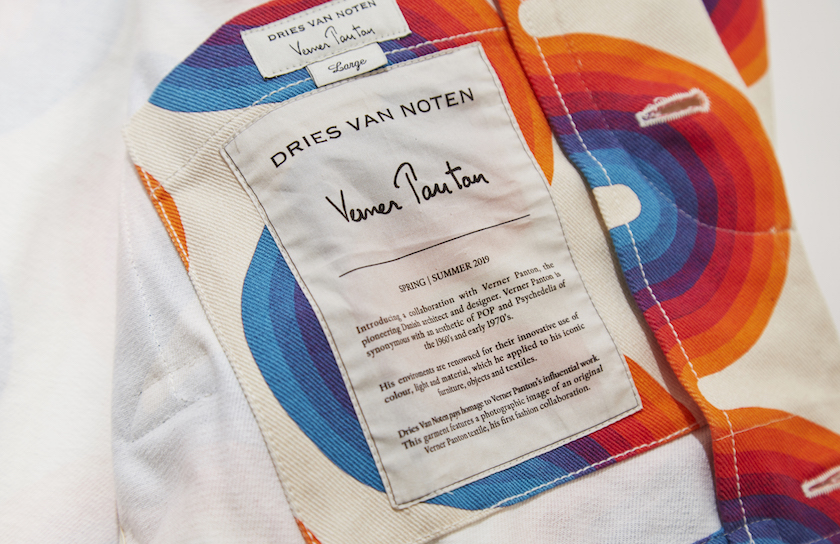 DRIES VAN NOTEN
Verner Panton
Large
DRIES VAN NOTEN
Verner Panton
SPRING | SUMMER 2019
Introducing a collaboration with Verner Panton, the
pioneering Danish architect and designer. Verner Panton is
synonymous with an aesthetic of POP and Psychedelia of
the 1960's and early 1970's.
His enviroments are renowned for their innovative use of
colour, light and material, which he applied to his iconic
furniture, objects and textiles.
Dries Van Noten pays homage to Verner Panton's influential work.
This garment features a photographic image of an original
Verner Panton textile, his first fashion collaboration.